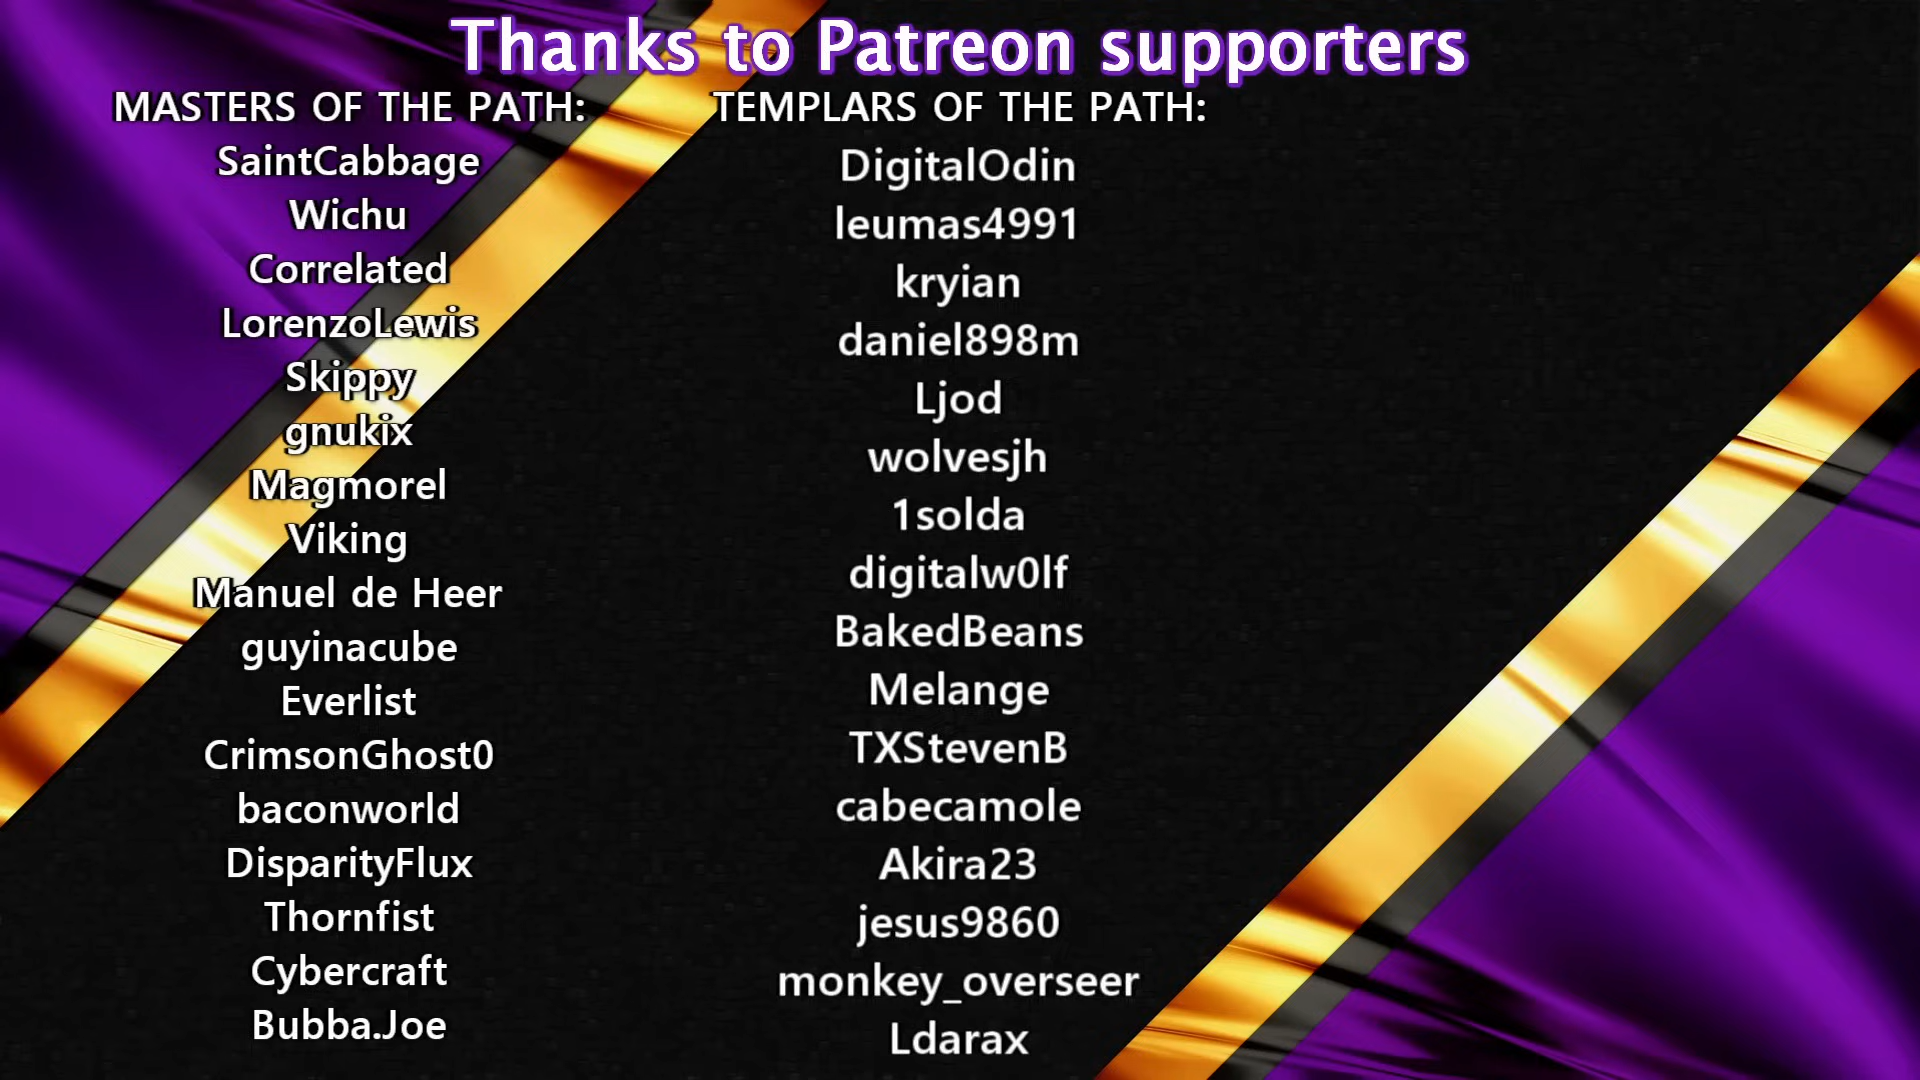 Thanks to Patreon supporters
MASTERS OF THE PATH:
SaintCabbage
Wichu
Correlated
LorenzoLewis
Skippy
gnukix
Magmorel
Viking
Manuel de Heer
guyinacube
Everlist
CrimsonGhost0
baconworld
DisparityFlux
Thornfist
Cybercraft
Bubba.Joe
TEMPLARS OF THE PATH:
DigitalOdin
leumas4991
kryian
daniel898m
Ljod
wolvesjh
1solda
digitalw0lf
BakedBeans
Melange
TXStevenB
cabecamole
Akira23
jesus9860
monkey_overseer
Ldarax